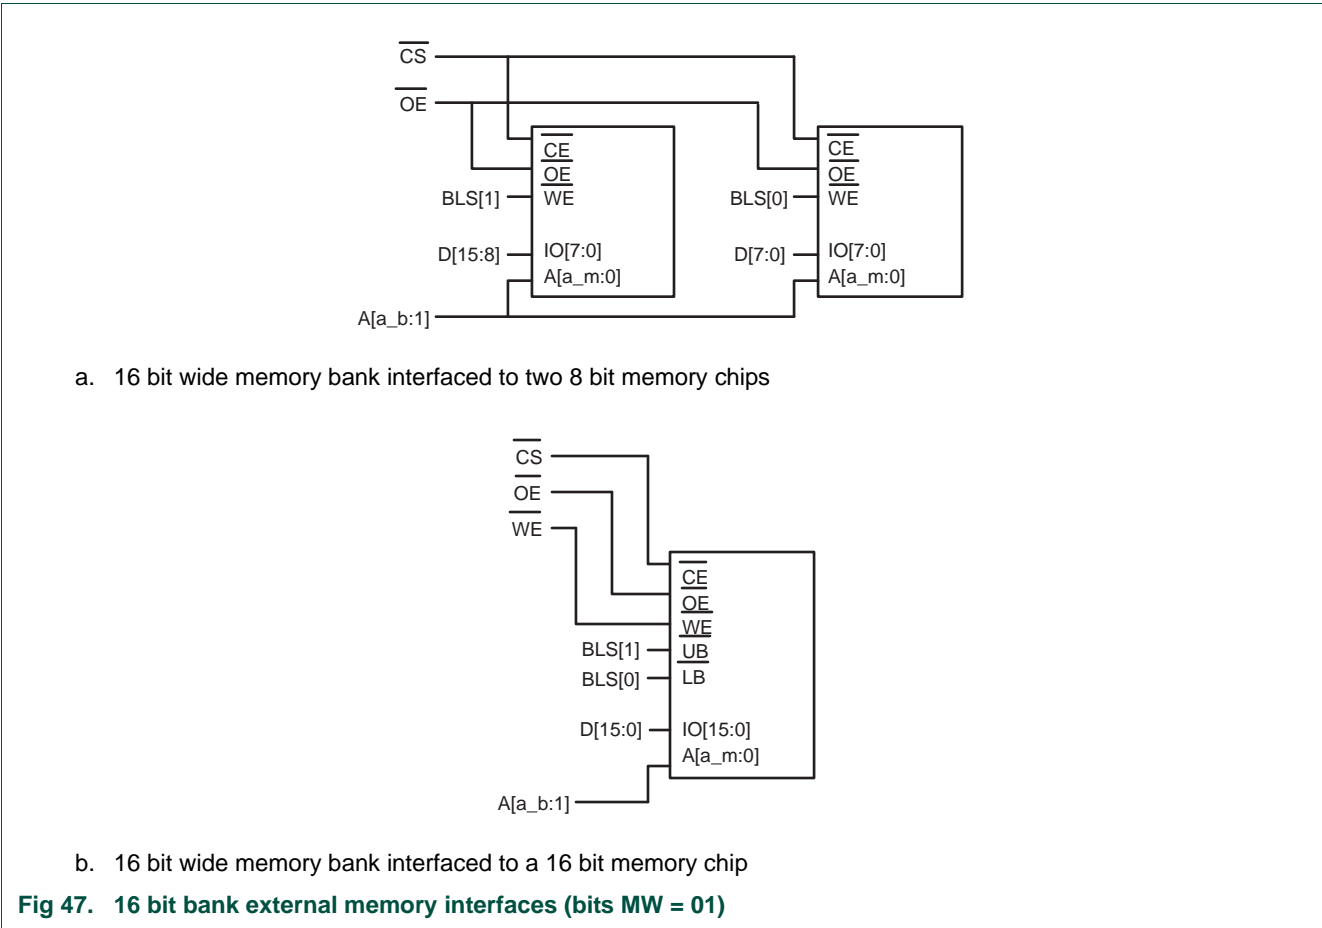 CS
OE
CE
OE
BLS[1] WE
D[15:8] IO[7:0]
A[a_m:0]
CE
OE
BLS[0] WE
D[7:0] IO[7:0]
A[a_m:0]
A[a_b:1]
a. 16 bit wide memory bank interfaced to two 8 bit memory chips
CS
OE
WE
CE
OE
WE
BLS[1] UB
BLS[0] LB
D[15:0] IO[15:0]
A[a_m:0]
A[a_b:1]
b. 16 bit wide memory bank interfaced to a 16 bit memory chip
Fig 47. 16 bit bank external memory interfaces (bits MW = 01)